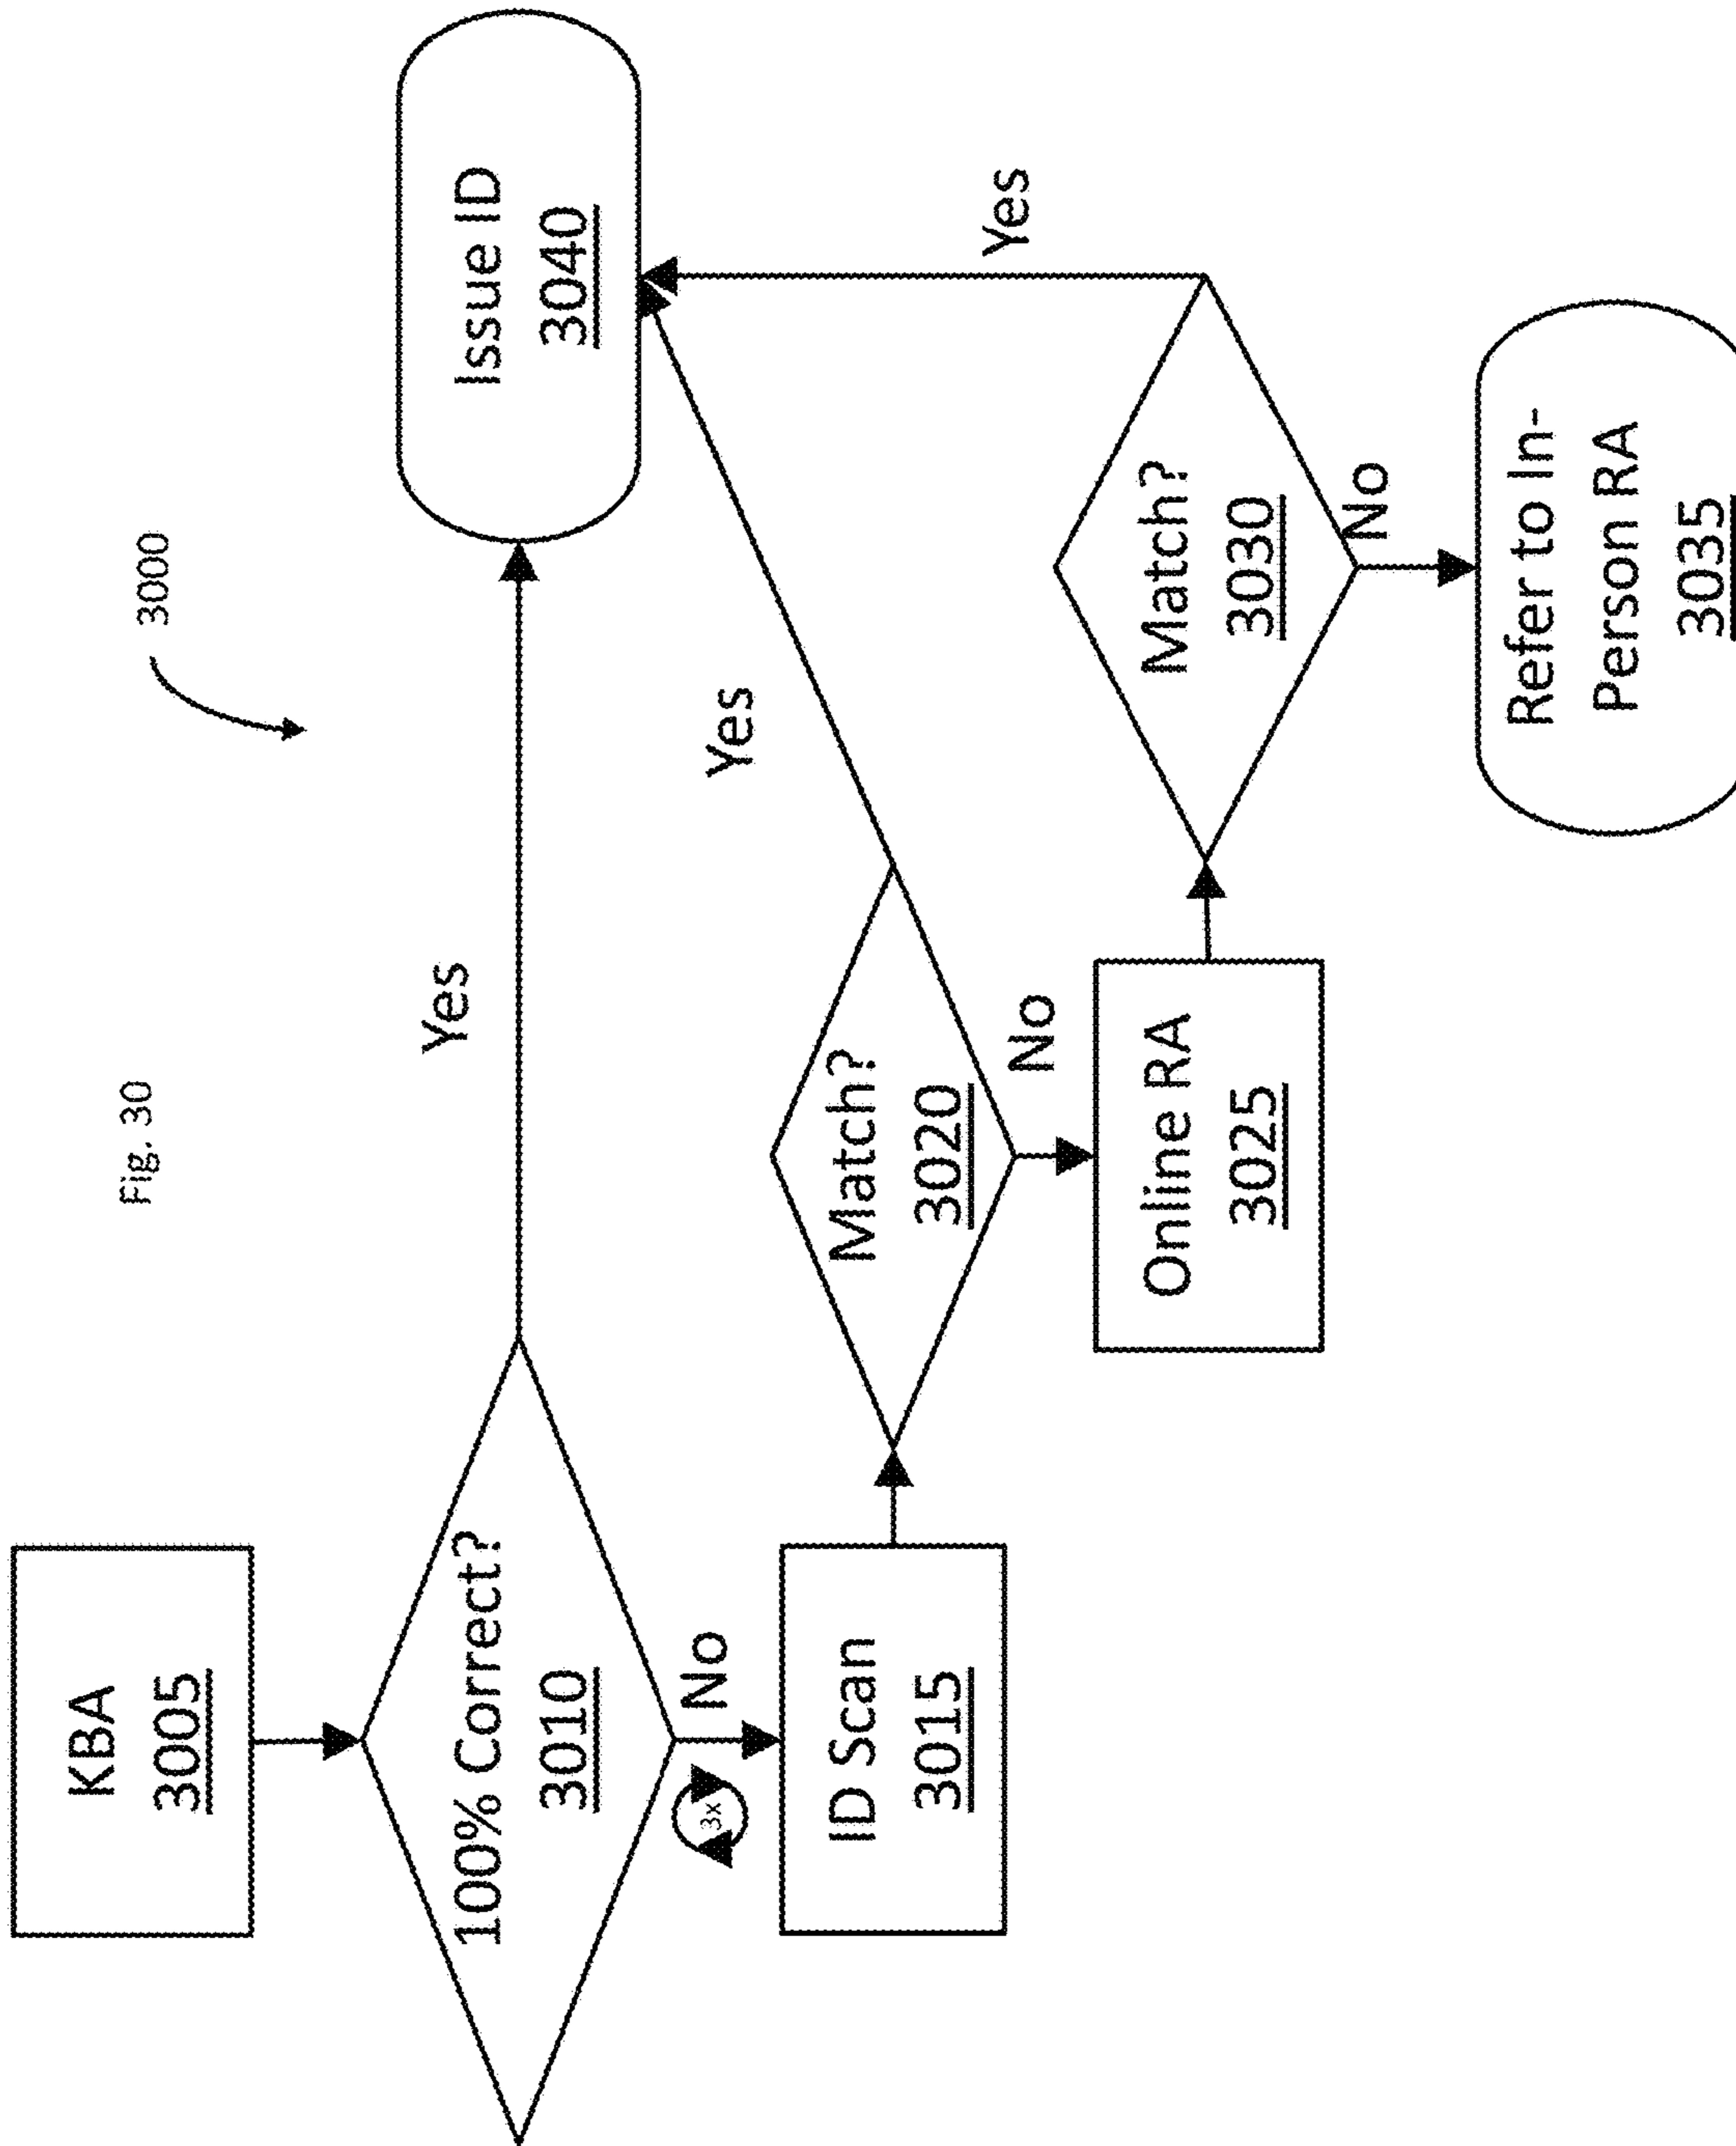 Fig. 30
3000
KBA
3005
100% Correct?
3010
Yes
Issue ID
3040
No
3x
ID Scan
3015
Match?
3020
Yes
No
Online RA
3025
Match?
3030
Yes
No
Refer to In-
Person RA
3035